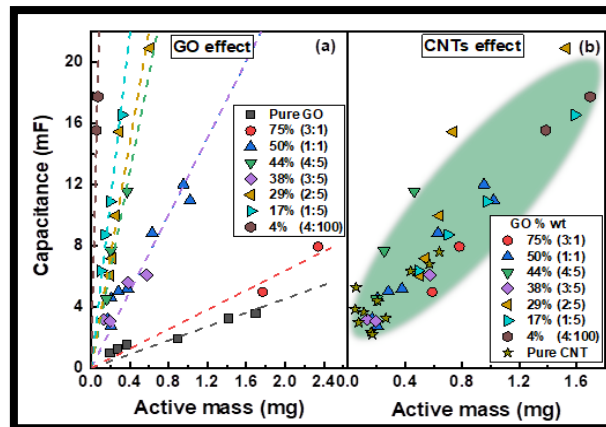 GO effect
(a)
CNTs effect
(b)
Capacitance (mF)
20
16
12
8
4
0
Pure GO
75% (3:1)
50% (1:1)
44% (4:5)
38% (3:5)
29% (2:5)
17% (1:5)
4% (4:100)
GO % wt
75% (3:1)
50% (1:1)
44% (4:5)
38% (3:5)
29% (2:5)
17% (1:5)
4% (4:100)
Pure CNT
0.0 0.6 1.2 1.8 2.4
0.0 0.4 0.8 1.2 1.6
Active mass (mg)
Active mass (mg)